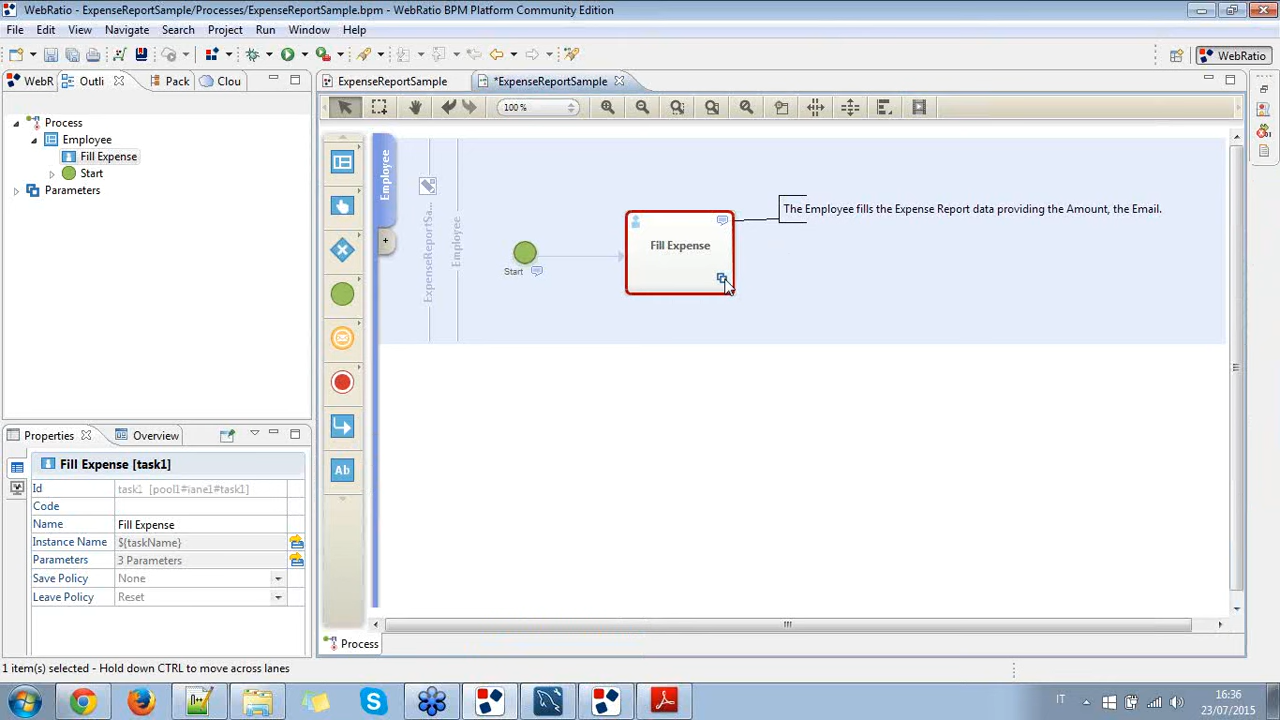 WebRatio - ExpenseReportSample/Processes/ExpenseReportSample.bpm - WebRatio BPM Platform Community Edition
File Edit View Navigate Search Project Run Window Help
WebRatio
WebR Outli Pack Clou
ExpenseReportSample *ExpenseReportSample
100 %
Process
Employee
Fill Expense
Start
Parameters
Employee
ExpenseReportSa...
Employee
Start
Fill Expense
The Employee fills the Expense Report data providing the Amount, the Email.
+
Ab
Properties Overview
Fill Expense [task1]
Id task1 [pool1#lane1#task1]
Code
Name Fill Expense
Instance Name ${taskName}
Parameters 3 Parameters
Save Policy None
Leave Policy Reset
Process
1 item(s) selected - Hold down CTRL to move across lanes
IT
16:36
23/07/2015